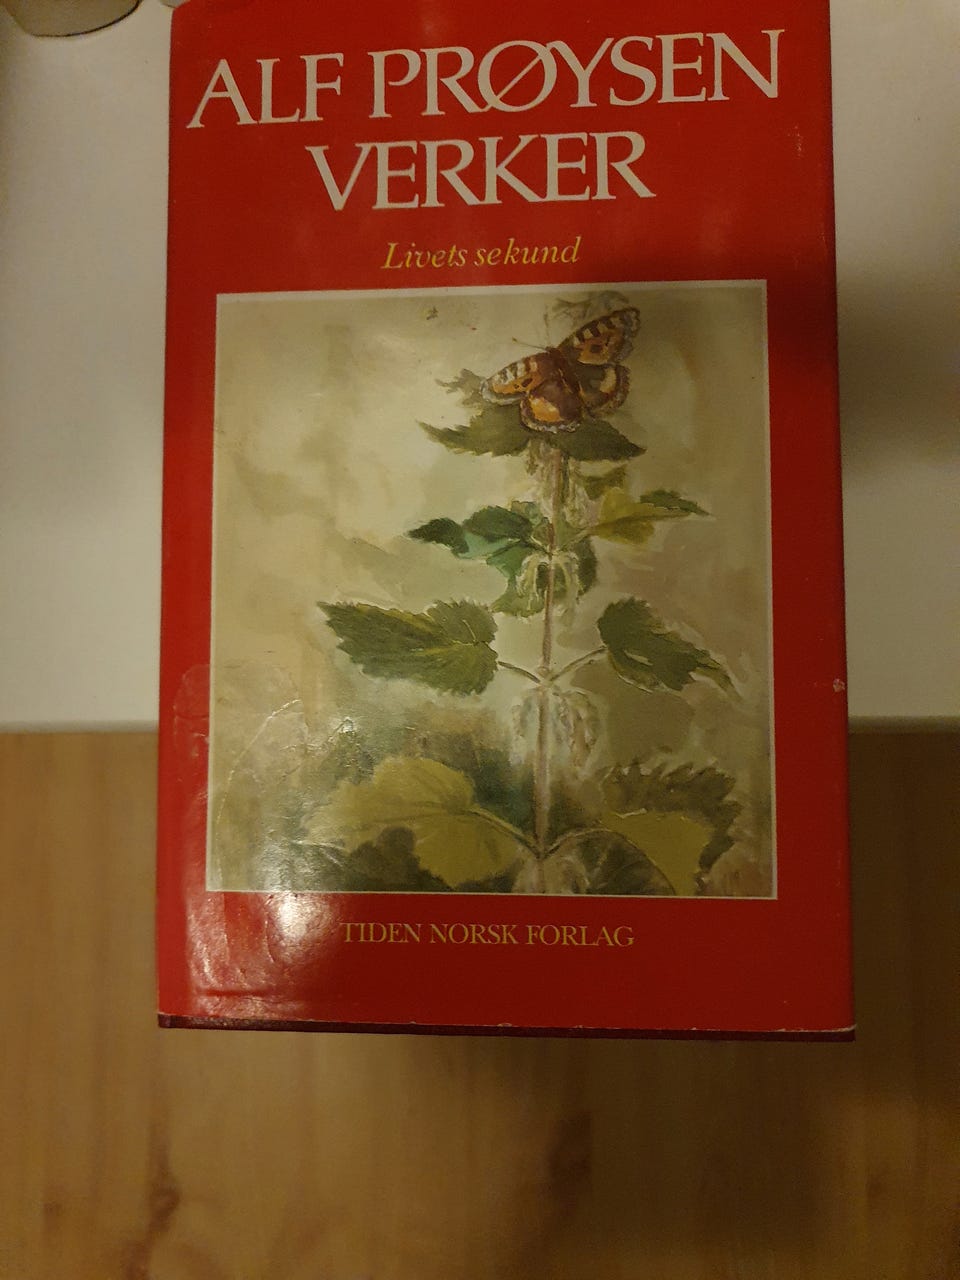 ALF PRØYSEN
VERKER
Livets sekund
TIDEN NORSK FORLAG